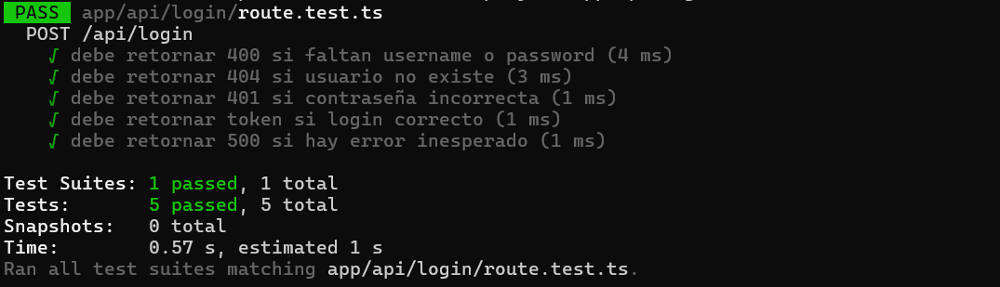 PASS app/api/login/route.test.ts
POST /api/login
√ debe retornar 400 si faltan username o password (4 ms)
√ debe retornar 404 si usuario no existe (3 ms)
√ debe retornar 401 si contraseña incorrecta (1 ms)
√ debe retornar token si login correcto (1 ms)
√ debe retornar 500 si hay error inesperado (1 ms)
Test Suites: 1 passed, 1 total
Tests: 5 passed, 5 total
Snapshots: 0 total
Time: 0.57 s, estimated 1 s
Ran all test suites matching app/api/login/route.test.ts.